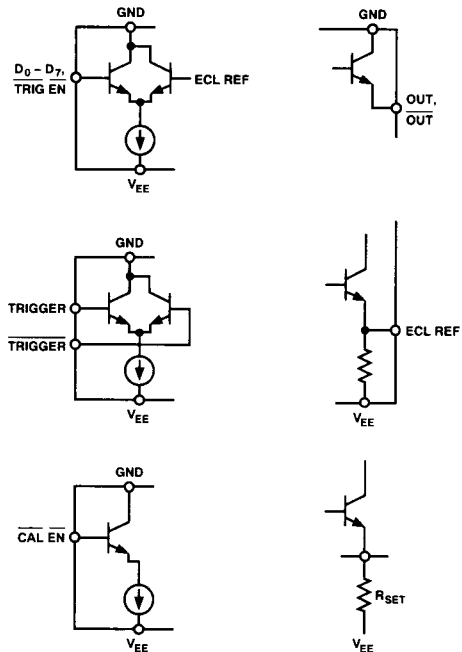 GND
D0 – D7,
TRIG EN
ECL REF
VEE
GND
OUT,
OUT
GND
TRIGGER
TRIGGER
VEE
ECL REF
VEE
GND
CAL EN
VEE
RSET
VEE